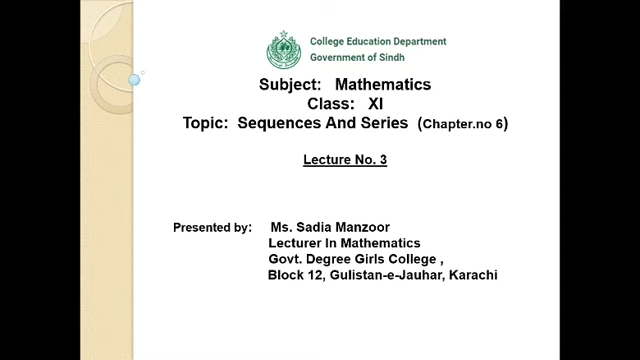 College Education Department
Government of Sindh
Subject: Mathematics
Class: XI
Topic: Sequences And Series (Chapter.no 6)
Lecture No. 3
Presented by: Ms. Sadia Manzoor
Lecturer In Mathematics
Govt. Degree Girls College ,
Block 12, Gulistan-e-Jauhar, Karachi